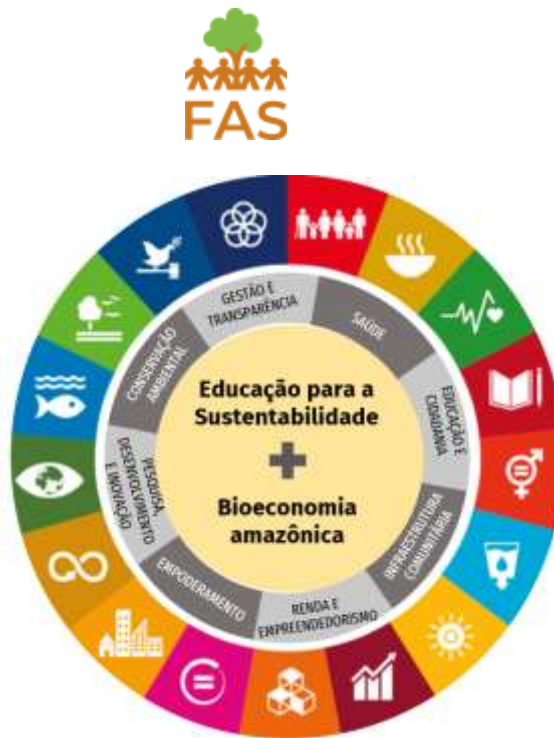 FAS
GESTÃO E
TRANSPARÊNCIA
SAÚDE
EDUCAÇÃO E
CIDADANIA
INFRAESTRUTURA
COMUNITÁRIA
RENDA E
EMPREENDEDORISMO
EMPODERAMENTO
PESQUISA,
DESENVOLVIMENTO
E INOVAÇÃO
CONSERVAÇÃO
AMBIENTAL
Educação para a
Sustentabilidade
+
Bioeconomia
amazônica